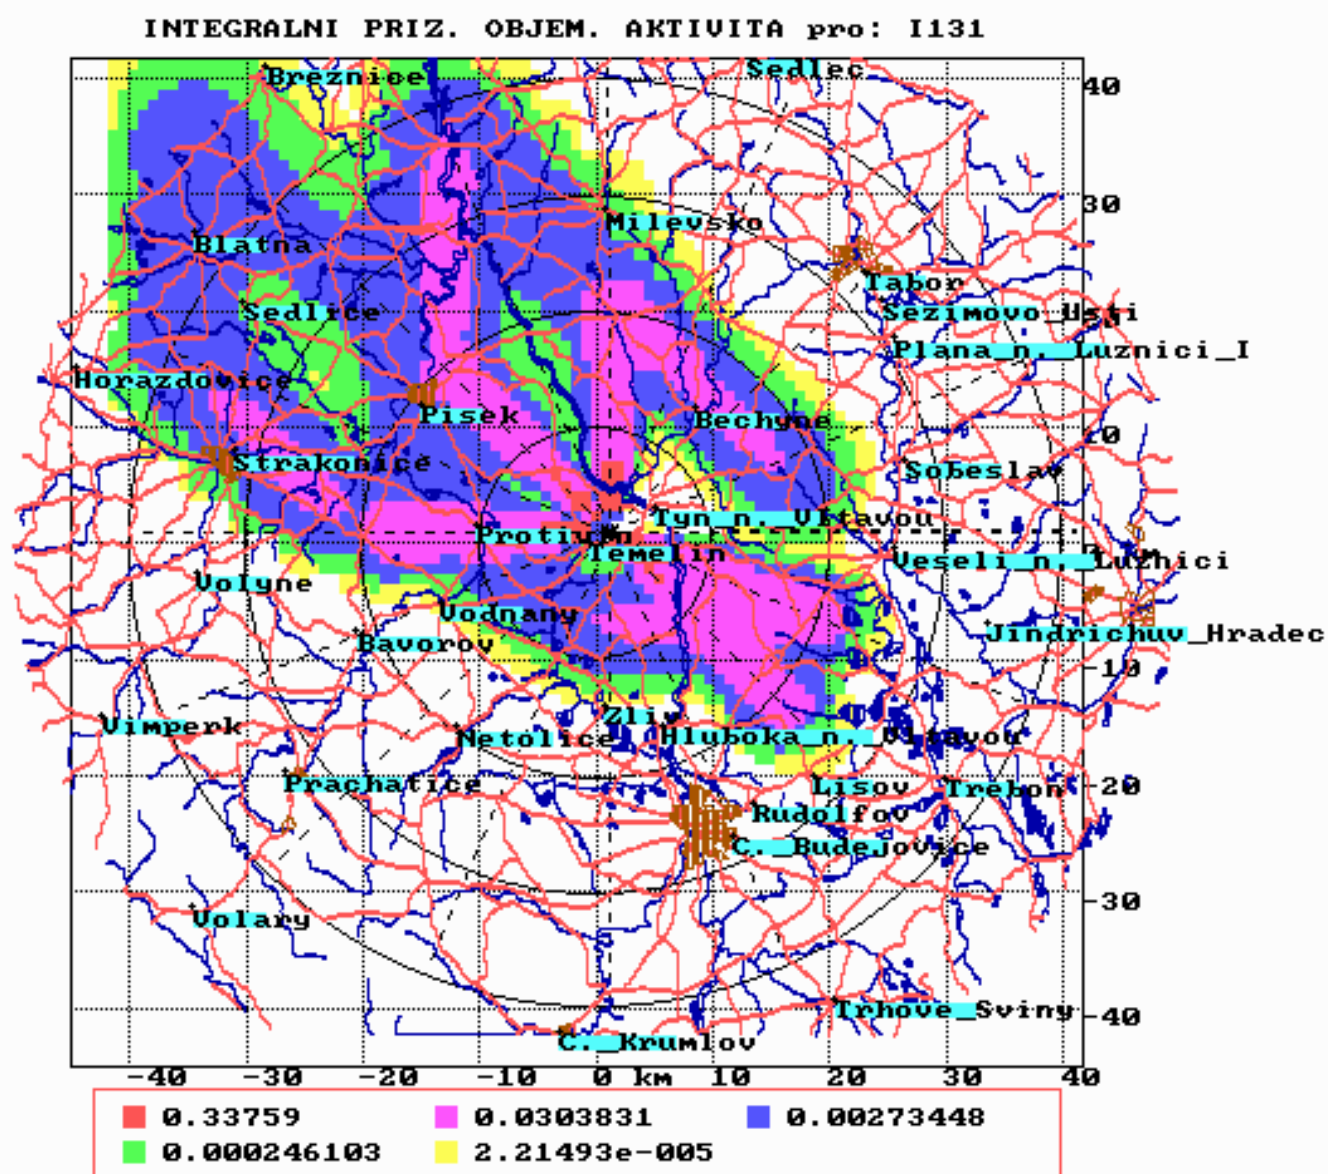 INTEGRALNI PRIZ. OBJEM. AKTIVITA pro: I131
Breznice
Sedlec
40
30
Milevsko
Blatna
Tabor
Sedlice
Sezimovo_Usti
Plana_n._Luznici_I
Horazdovice
Pisek
Bechyne
10
Strakonice
Sobeslav
Tyn_n._Vltavou
Protivin
Temelin
Veseli_n._Luznici
Volyne
Vodnany
Bavorov
Jindrichuv_Hradec
-10
Vimperk
Zliv
Netolice
Hluboka_n._Vltavou
Prachatice
Lisov
Trebon
-20
Rudolfov
C._Budejovice
-30
Volary
Trhove_Sviny
-40
C._Krumlov
-40 -30 -20 -10 0 km 10 20 30 40
0.33759 0.0303831 0.00273448
0.000246103 2.21493e-005